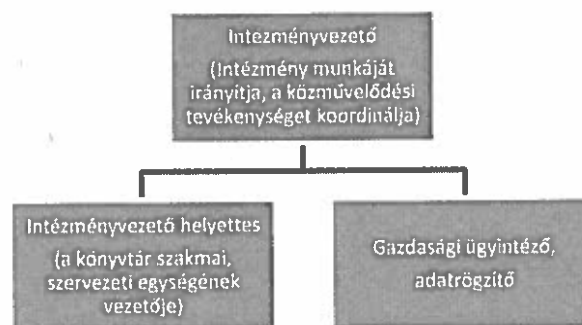 Intézményvezető
(Intézmény munkáját
irányítja, a közművelődési
tevékenységet koordinálja)
Intézményvezető helyettes
(a könyvtár szakmai,
szervezeti egységének
vezetője)
Gazdasági ügyintéző,
adatrögzítő